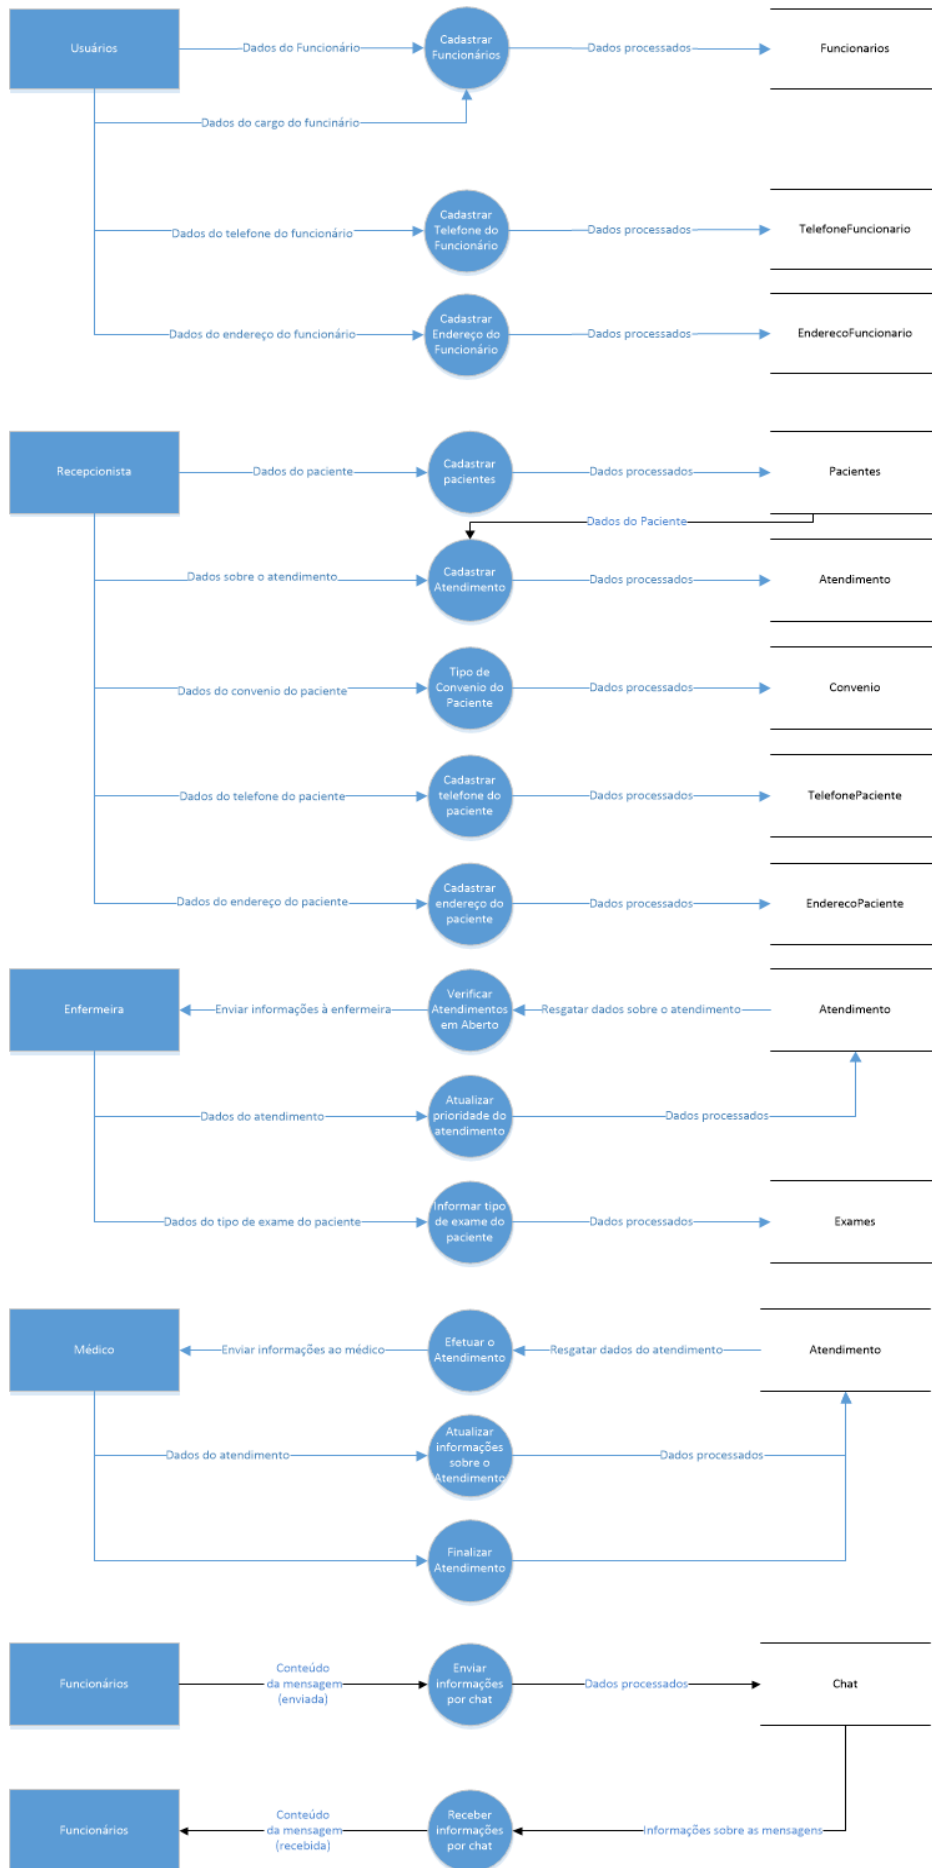 Usuários
Dados do Funcionário
Cadastrar
Funcionários
Dados processados
Funcionarios
Dados do cargo do funcinário
Dados do telefone do funcionário
Cadastrar
Telefone do
Funcionário
Dados processados
TelefoneFuncionario
Dados do endereço do funcionário
Cadastrar
Endereço do
Funcionário
Dados processados
EnderecoFuncionario
Recepcionista
Dados do paciente
Cadastrar
pacientes
Dados processados
Pacientes
Dados do Paciente
Dados sobre o atendimento
Cadastrar
Atendimento
Dados processados
Atendimento
Dados do convenio do paciente
Tipo de
Convenio do
Paciente
Dados processados
Convenio
Dados do telefone do paciente
Cadastrar
telefone do
paciente
Dados processados
TelefonePaciente
Dados do endereço do paciente
Cadastrar
endereço do
paciente
Dados processados
EnderecoPaciente
Enfermeira
Enviar informações à enfermeira
Verificar
Atendimentos
em Aberto
Resgatar dados sobre o atendimento
Atendimento
Dados do atendimento
Atualizar
prioridade do
atendimento
Dados processados
Dados do tipo de exame do paciente
Informar tipo
de exame do
paciente
Dados processados
Exames
Médico
Enviar informações ao médico
Efetuar o
Atendimento
Resgatar dados do atendimento
Atendimento
Dados do atendimento
Atualizar
informações
sobre o
Atendimento
Dados processados
Finalizar
Atendimento
Funcionários
Conteúdo
da mensagem
(enviada)
Enviar
informações
por chat
Dados processados
Chat
Funcionários
Conteúdo
da mensagem
(recebida)
Receber
informações
por chat
Informações sobre as mensagens